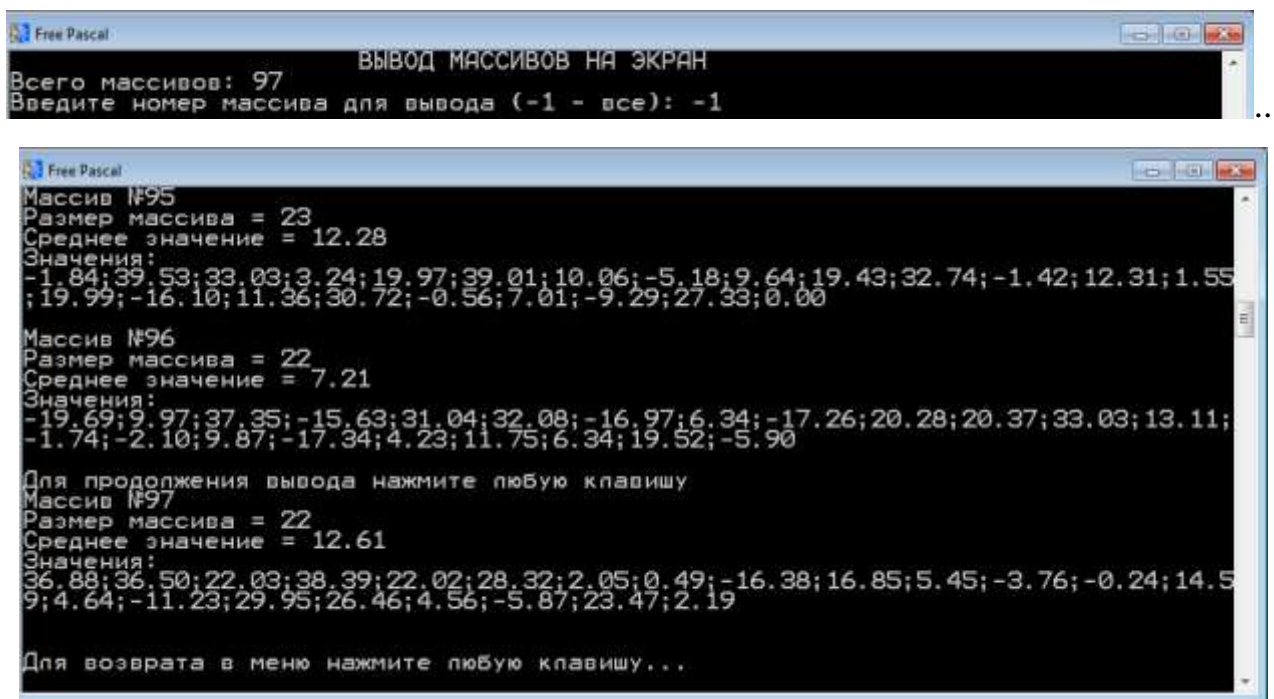 Free Pascal
ВЫВОД МАССИВОВ НА ЭКРАН
Всего массивов: 97
Введите номер массива для вывода (-1 - все): -1
..
Free Pascal
Массив №95
Размер массива = 23
Среднее значение = 12.28
Значения:
-1.84;39.53;33.03;3.24;19.97;39.01;10.06;-5.18;9.64;19.43;32.74;-1.42;12.31;1.55
;19.99;-16.10;11.36;30.72;-0.56;7.01;-9.29;27.33;0.00
Массив №96
Размер массива = 22
Среднее значение = 7.21
Значения:
-19.69;9.97;37.35;-15.63;31.04;32.08;-16.97;6.34;-17.26;20.28;20.37;33.03;13.11;
-1.74;-2.10;9.87;-17.34;4.23;11.75;6.34;19.52;-5.90
Для продолжения вывода нажмите любую клавишу
Массив №97
Размер массива = 22
Среднее значение = 12.61
Значения:
36.88;36.50;22.03;38.39;22.02;28.32;2.05;0.49;-16.38;16.85;5.45;-3.76;-0.24;14.5
9;4.64;-11.23;29.95;26.46;4.56;-5.87;23.47;2.19
Для возврата в меню нажмите любую клавишу...